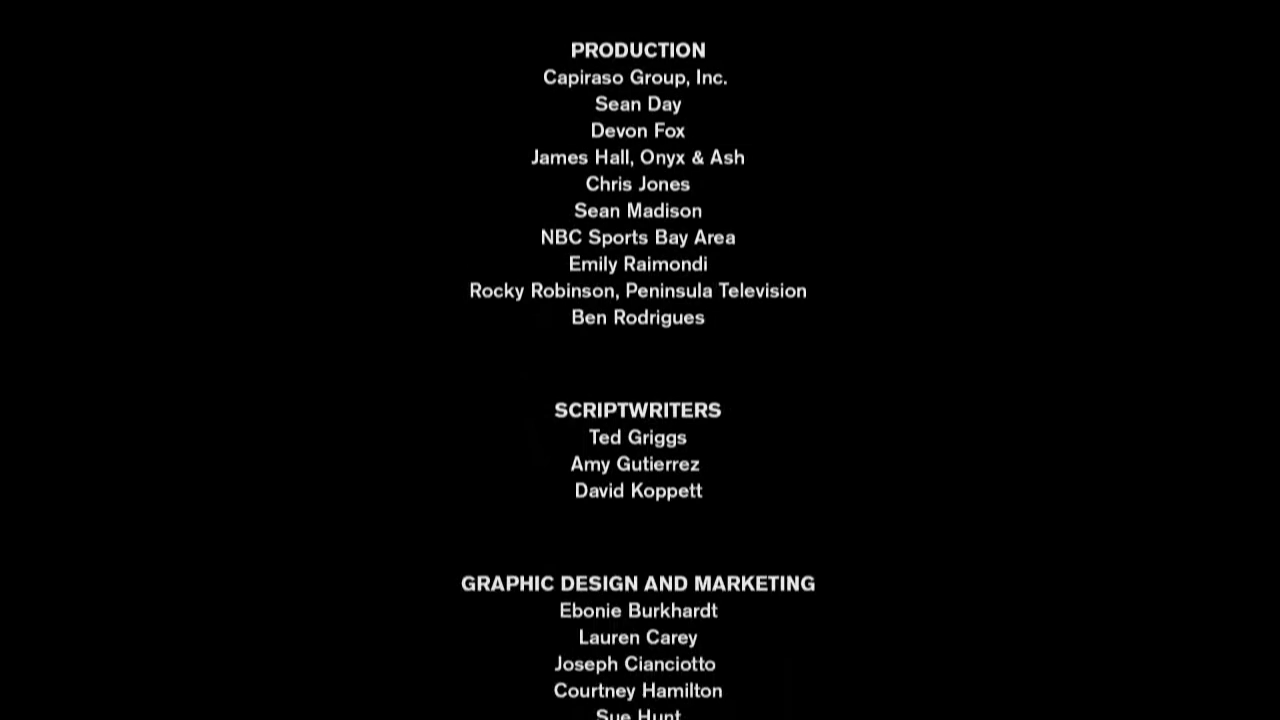 PRODUCTION
Capiraso Group, Inc.
Sean Day
Devon Fox
James Hall, Onyx & Ash
Chris Jones
Sean Madison
NBC Sports Bay Area
Emily Raimondi
Rocky Robinson, Peninsula Television
Ben Rodrigues
SCRIPTWRITERS
Ted Griggs
Amy Gutierrez
David Koppett
GRAPHIC DESIGN AND MARKETING
Ebonie Burkhardt
Lauren Carey
Joseph Cianciotto
Courtney Hamilton
Sue Hunt